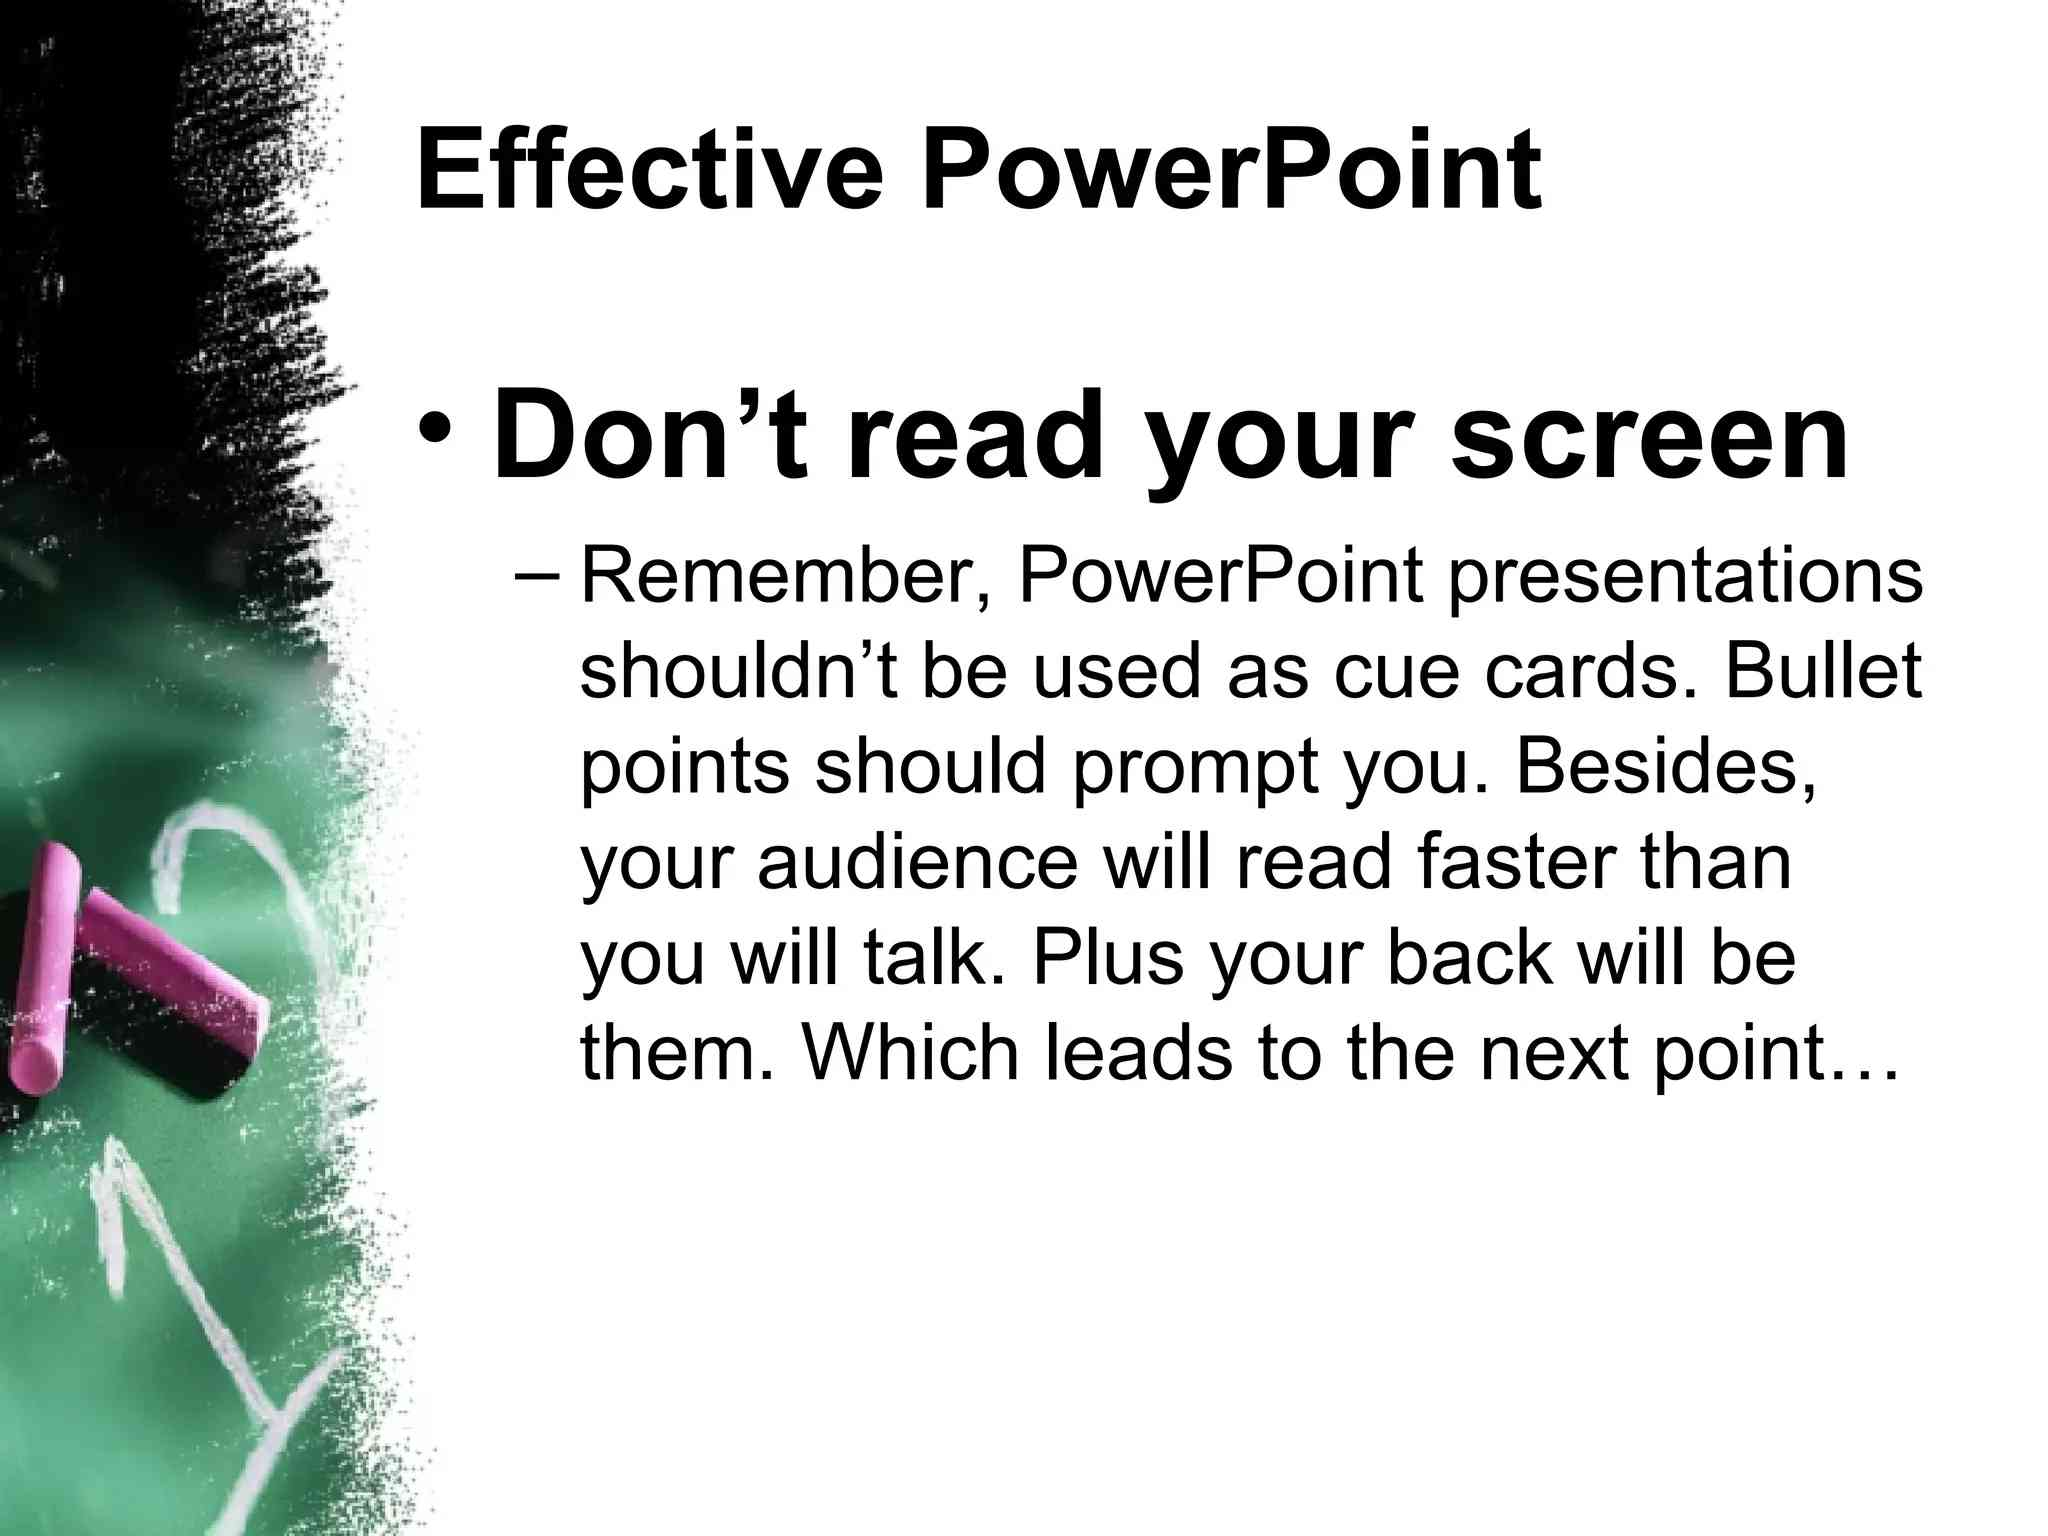 Effective PowerPoint
• Don’t read your screen
– Remember, PowerPoint presentations
shouldn’t be used as cue cards. Bullet
points should prompt you. Besides,
your audience will read faster than
you will talk. Plus your back will be
them. Which leads to the next point…